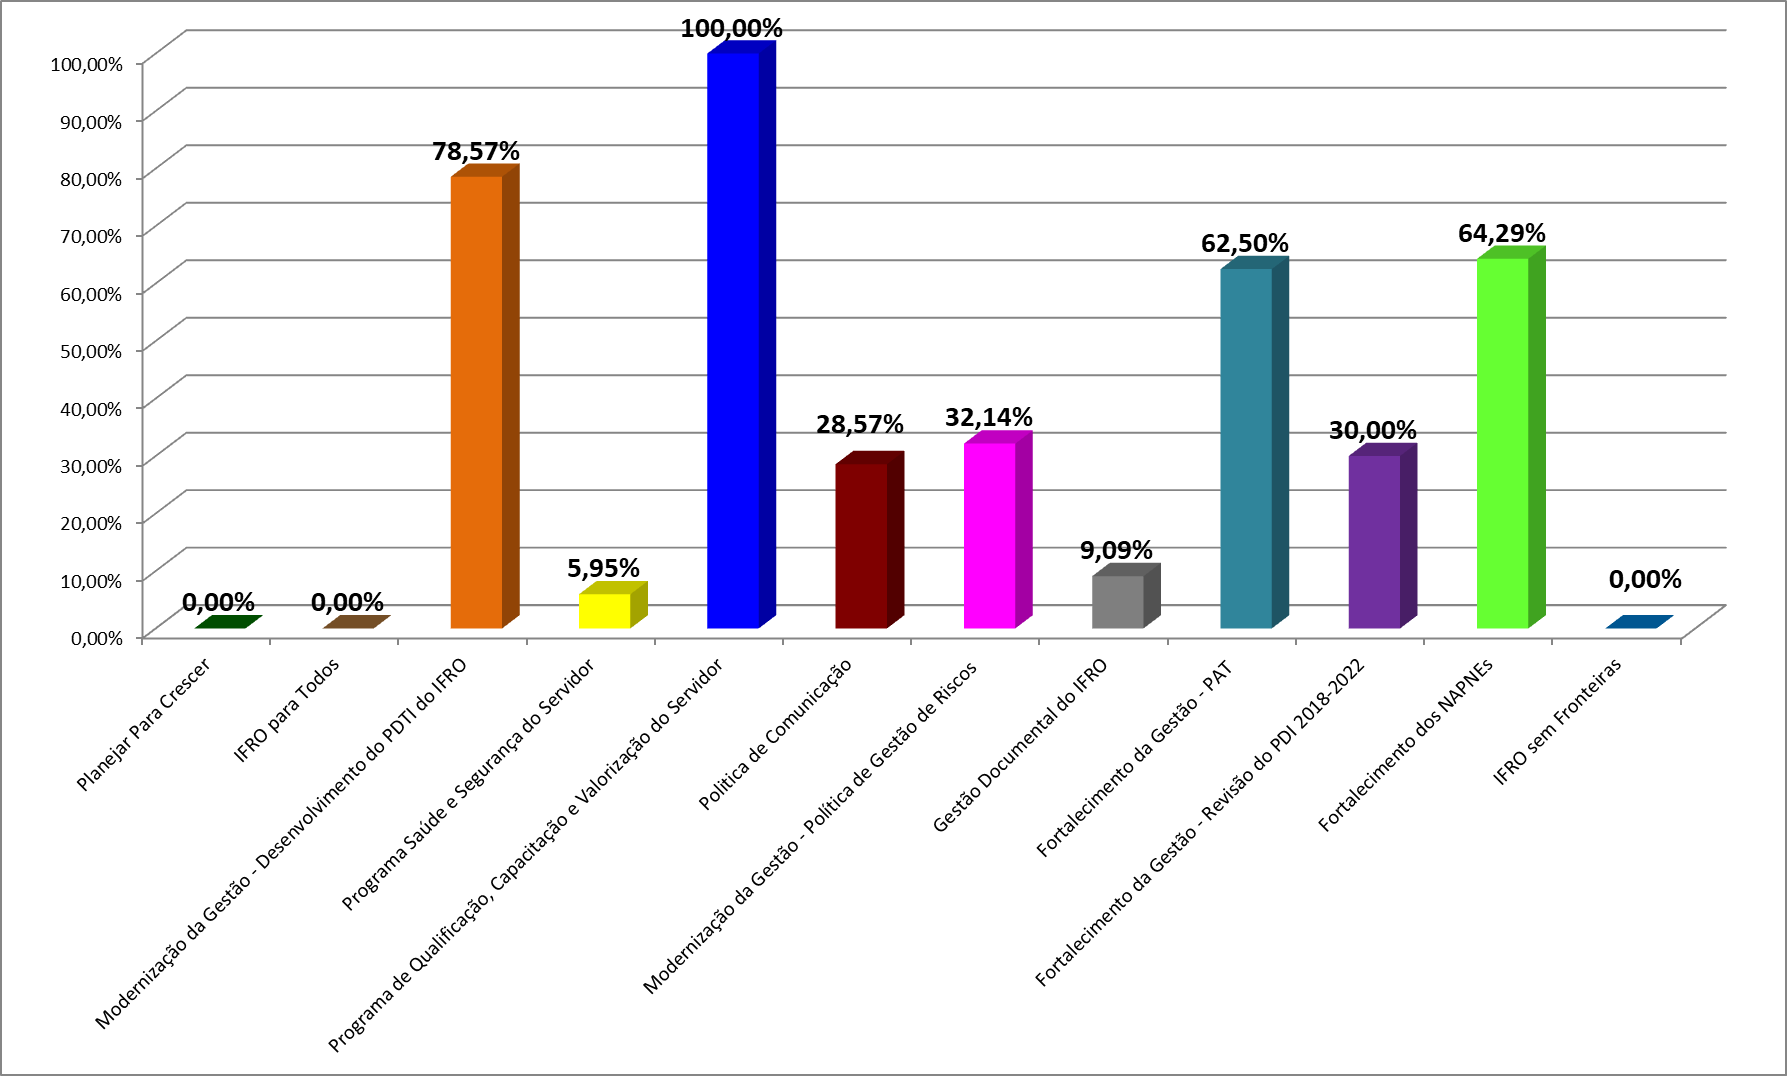 100,00%
90,00%
80,00%
70,00%
60,00%
50,00%
40,00%
30,00%
20,00%
10,00%
0,00%
0,00%
0,00%
78,57%
5,95%
100,00%
28,57%
32,14%
9,09%
62,50%
30,00%
64,29%
0,00%
Planejar Para Crescer
IFRO para Todos
Modernização da Gestão - Desenvolvimento do PDTI do IFRO
Programa Saúde e Segurança do Servidor
Programa de Qualificação, Capacitação e Valorização do Servidor
Politica de Comunicação
Modernização da Gestão - Política de Gestão de Riscos
Gestão Documental do IFRO
Fortalecimento da Gestão - PAT
Fortalecimento da Gestão - Revisão do PDI 2018-2022
Fortalecimento dos NAPNEs
IFRO sem Fronteiras